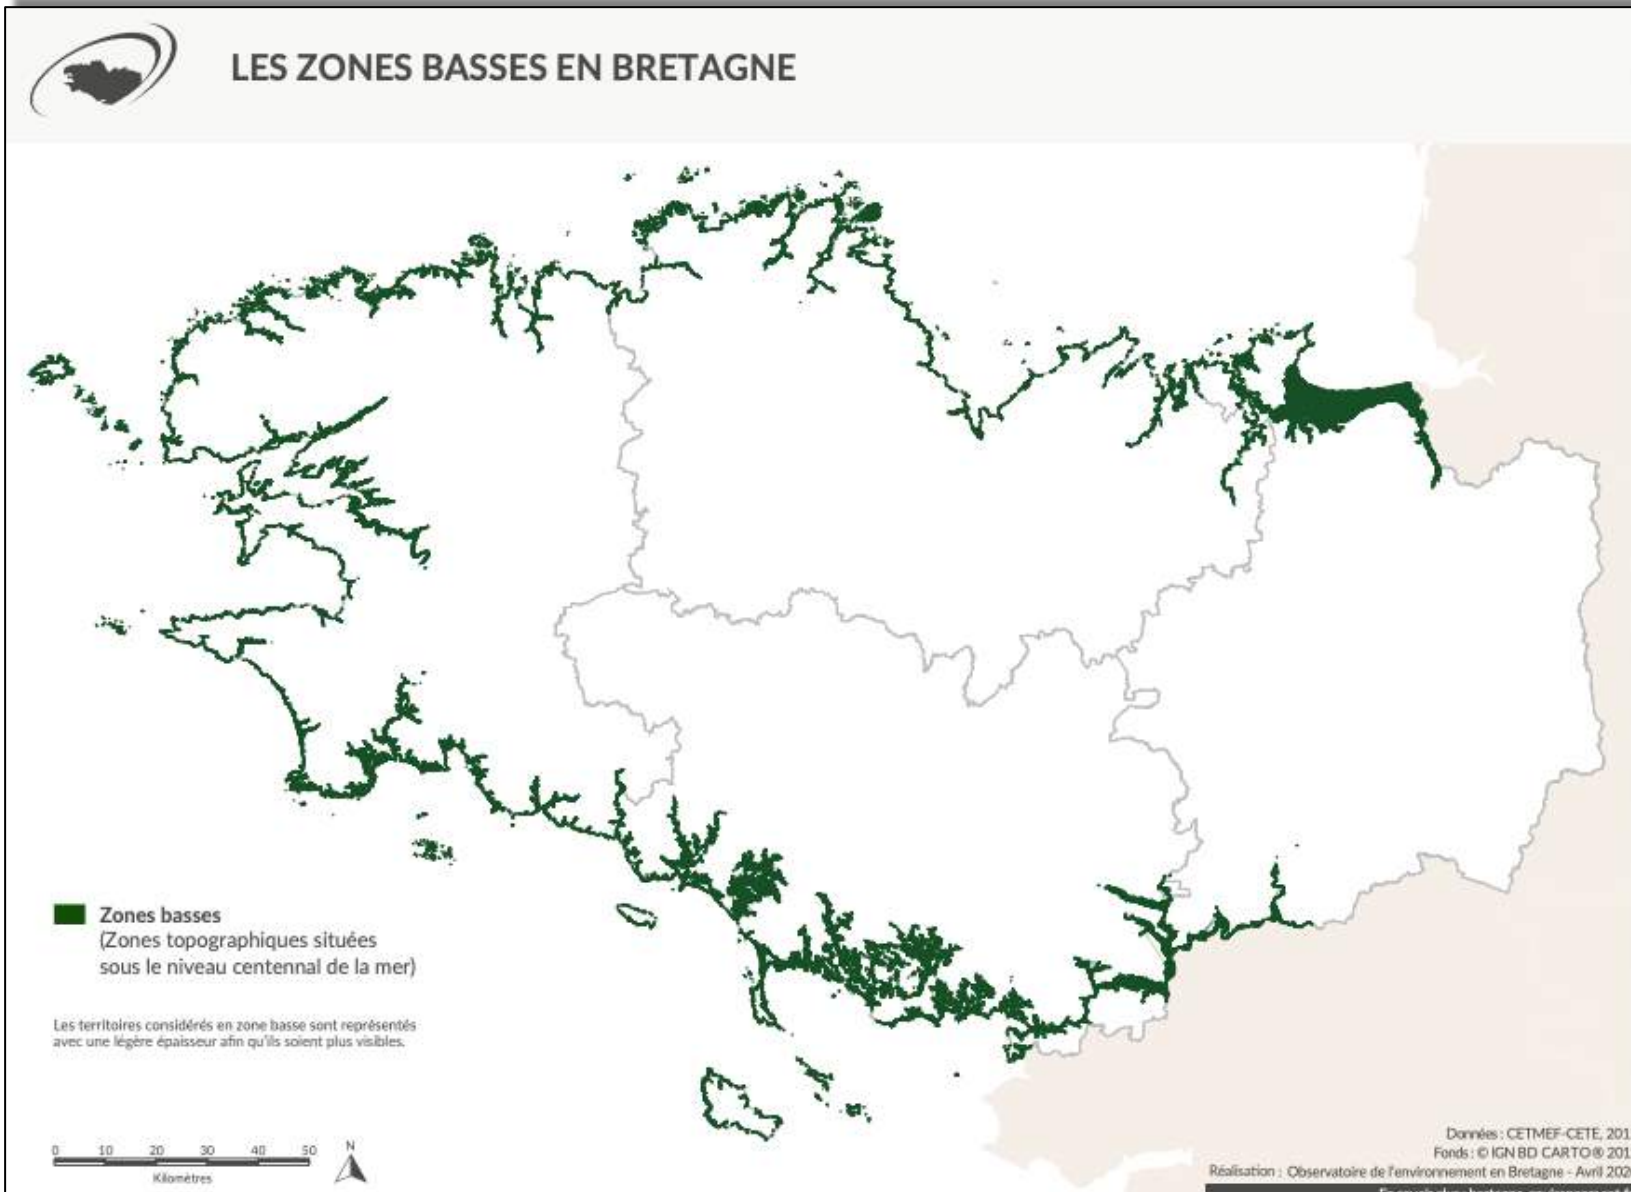 LES ZONES BASSES EN BRETAGNE
Zones basses
(Zones topographiques situées
sous le niveau centennal de la mer)
Les territoires considérés en zone basse sont représentés
avec une légère épaisseur afin qu'ils soient plus visibles.
0 10 20 30 40 50
Kilomètres
N
Données : CETMEF-CETE, 201
Fonds : © IGN BD CARTO® 201
Réalisation : Observatoire de l'environnement en Bretagne - Avril 202